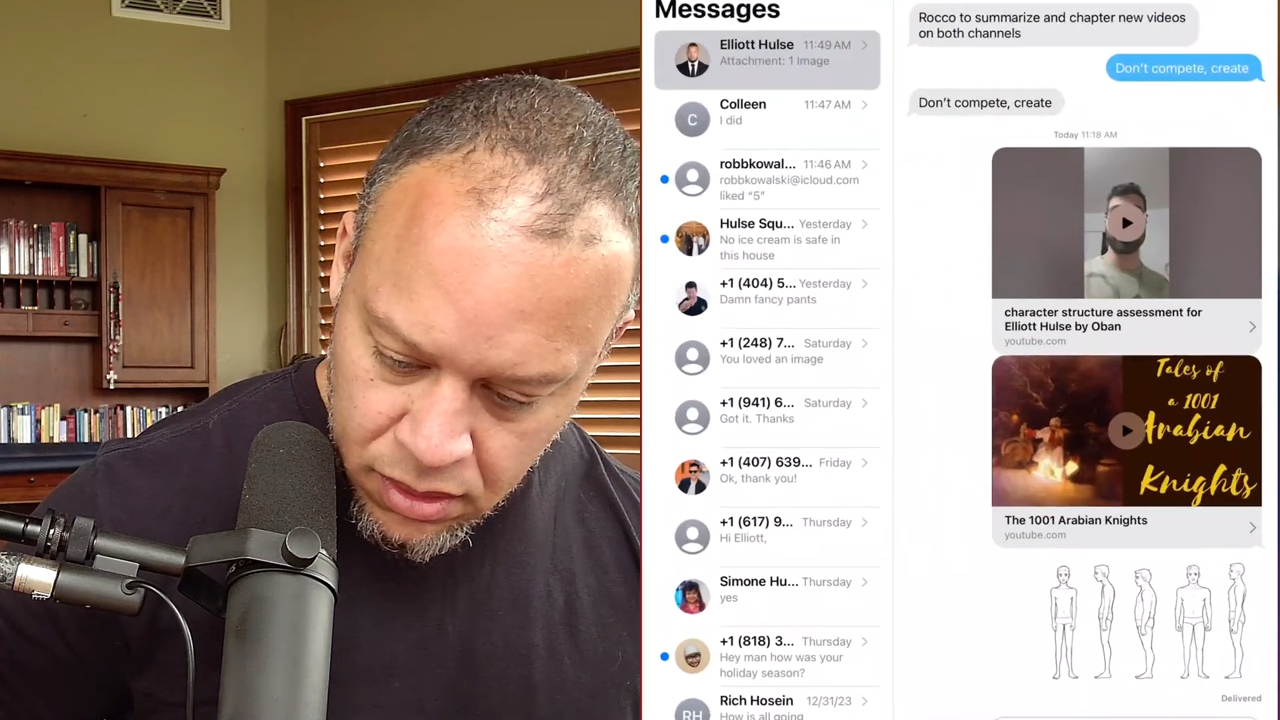 Messages
Elliott Hulse 11:49 AM
Attachment: 1 Image
Colleen 11:47 AM
C
I did
robbkowal... 11:46 AM
robbkowalski@icloud.com
liked “5”
Hulse Squ... Yesterday
No ice cream is safe in
this house
+1 (404) 5... Yesterday
Damn fancy pants
+1 (248) 7... Saturday
You loved an image
+1 (941) 6... Saturday
Got it. Thanks
+1 (407) 639... Friday
Ok, thank you!
+1 (617) 9... Thursday
Hi Elliott,
Simone Hu... Thursday
yes
+1 (818) 3... Thursday
Hey man how was your
holiday season?
Rich Hosein 12/31/23
RH
How is all going
Rocco to summarize and chapter new videos
on both channels
Don't compete, create
Don't compete, create
Today 11:18 AM
character structure assessment for
Elliott Hulse by Oban
youtube.com
Tales of
a 1001
Arabian
Knights
The 1001 Arabian Knights
youtube.com
Delivered